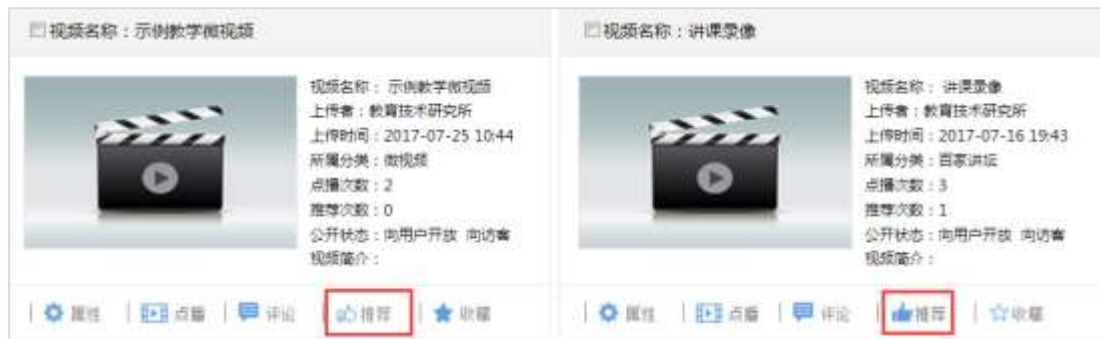 视频名称：示例教学微视频
视频名称： 示例教学微视频
上传者：教育技术研究所
上传时间：2017-07-25 10:44
所属分类：微视频
点播次数：2
推荐次数：0
公开状态：向用户开放 向访客
视频简介：
属性 点播 评论 推荐 收藏
视频名称：讲课录像
视频名称： 讲课录像
上传者：教育技术研究所
上传时间：2017-07-16 19:43
所属分类：百家讲坛
点播次数：3
推荐次数：1
公开状态：向用户开放 向访客
视频简介：
属性 点播 评论 推荐 收藏